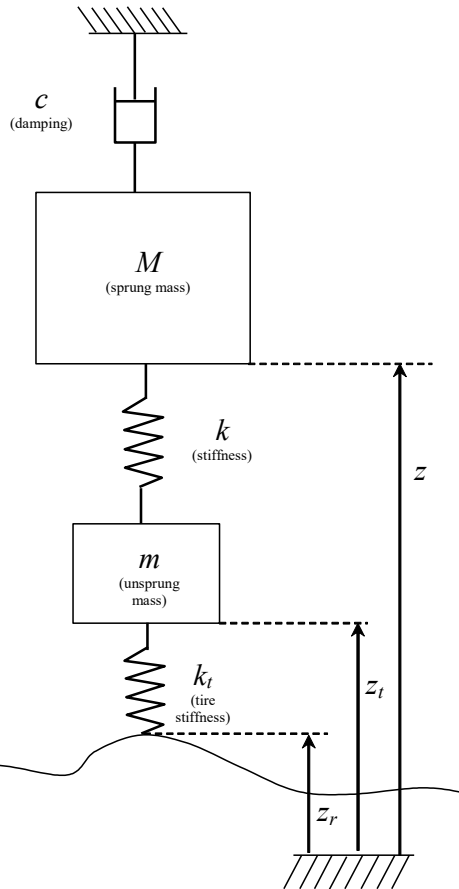 c
(damping)
M
(sprung mass)
k
(stiffness)
z
m
(unsprung
mass)
k_t
(tire
stiffness)
z_t
z_r